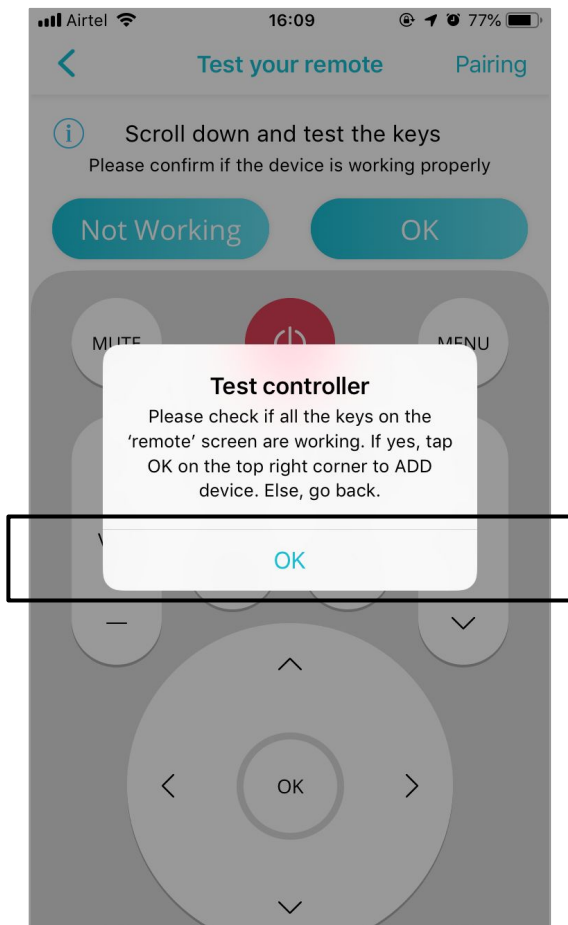 Airtel 16:09 77%
Test your remote Pairing
Scroll down and test the keys
Please confirm if the device is working properly
Not Working OK
MUTE MENU
Test controller
Please check if all the keys on the
‘remote’ screen are working. If yes, tap
OK on the top right corner to ADD
device. Else, go back.
OK
OK